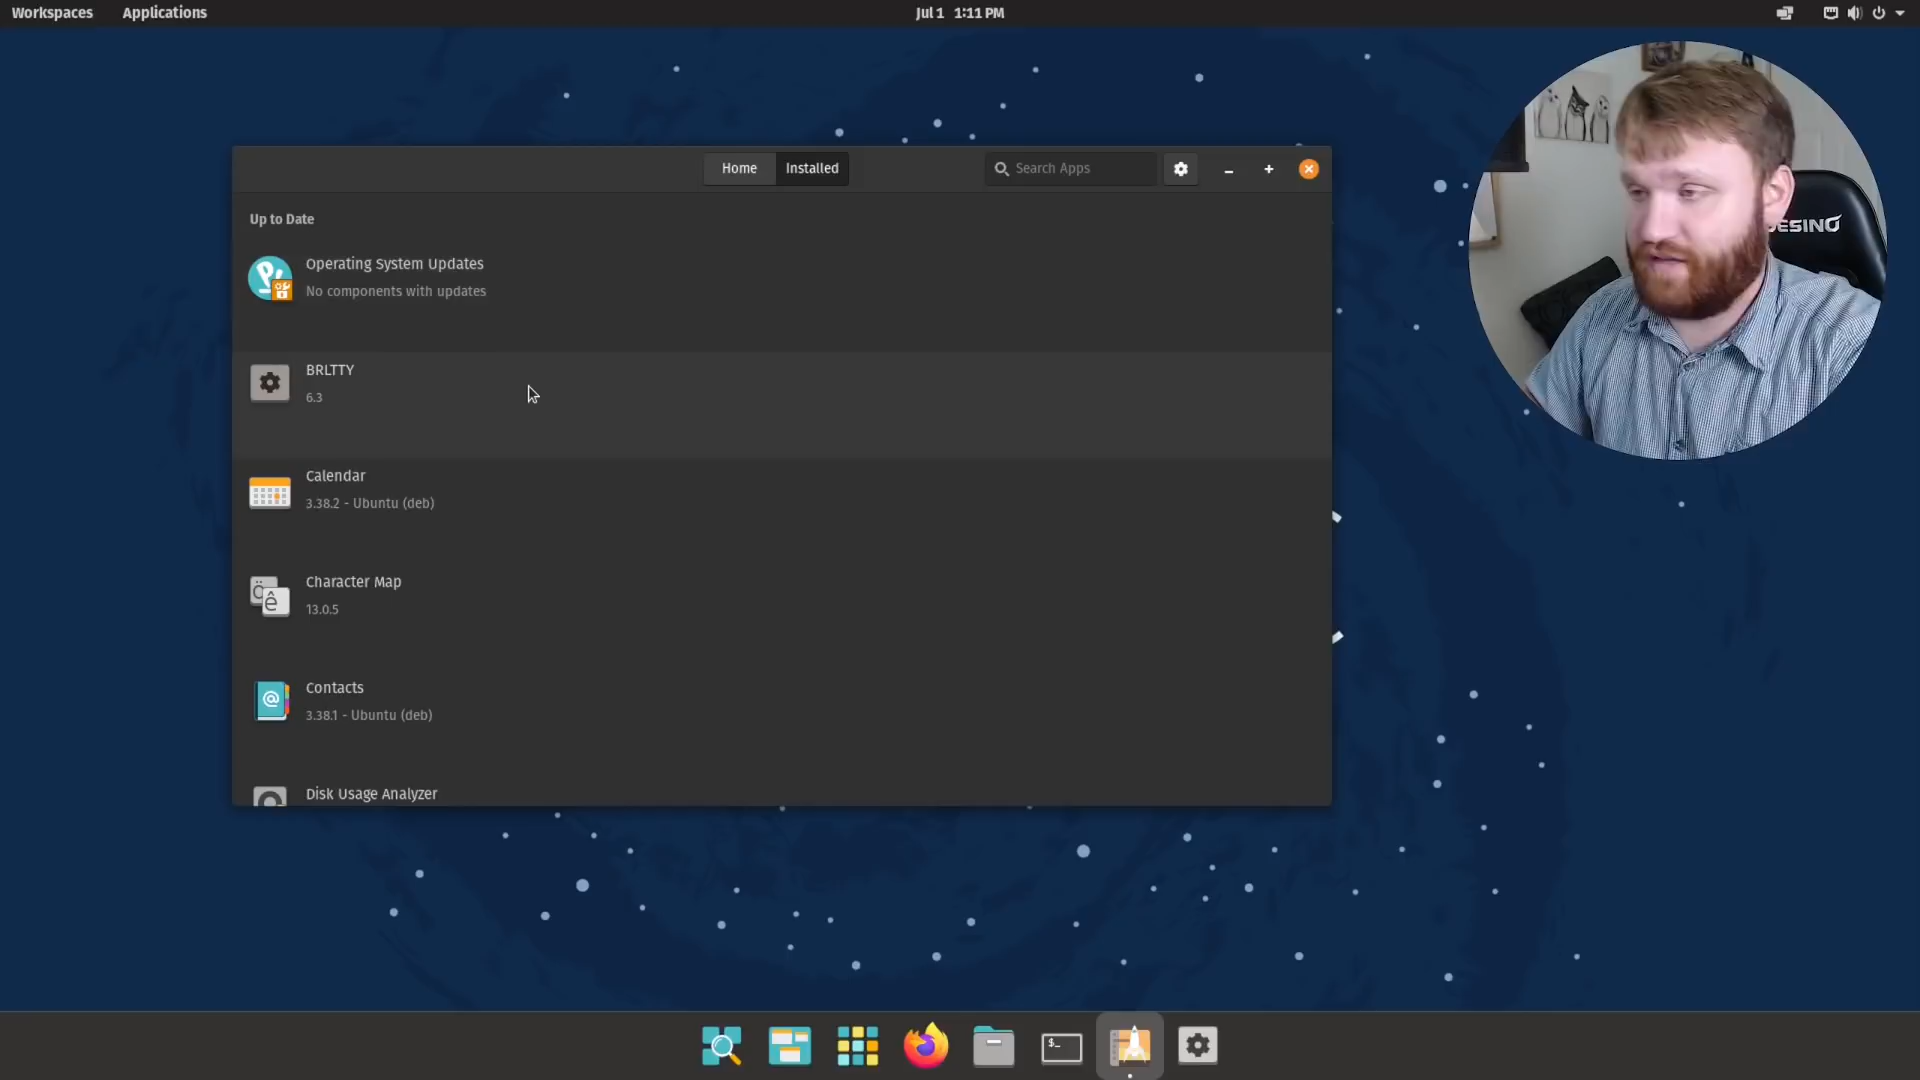 Workspaces Applications Jul 1 1:11 PM
Home Installed Search Apps
Up to Date
Operating System Updates
No components with updates
BRLTTY
6.3
Calendar
3.38.2 - Ubuntu (deb)
Character Map
13.0.5
Contacts
3.38.1 - Ubuntu (deb)
Disk Usage Analyzer
$_